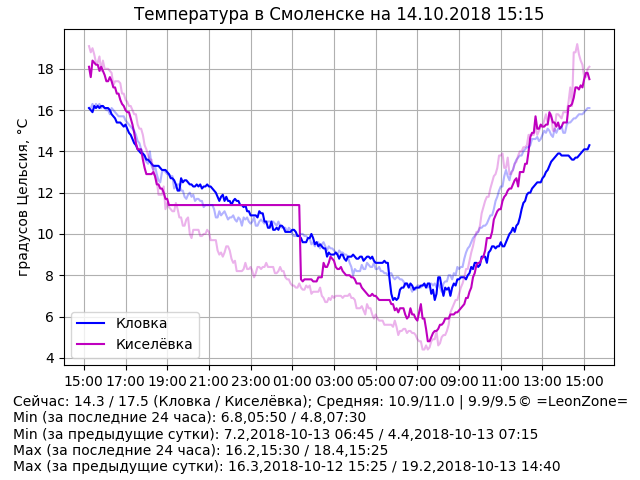 Температура в Смоленске на 14.10.2018 15:15
градусов Цельсия, °C
18
16
14
12
10
8
6
4
Кловка
Киселёвка
15:00 17:00 19:00 21:00 23:00 01:00 03:00 05:00 07:00 09:00 11:00 13:00 15:00
Сейчас: 14.3 / 17.5 (Кловка / Киселёвка); Средняя: 10.9/11.0 | 9.9/9.5© =LeonZone=
Min (за последние 24 часа): 6.8,05:50 / 4.8,07:30
Min (за предыдущие сутки): 7.2,2018-10-13 06:45 / 4.4,2018-10-13 07:15
Max (за последние 24 часа): 16.2,15:30 / 18.4,15:25
Max (за предыдущие сутки): 16.3,2018-10-12 15:25 / 19.2,2018-10-13 14:40